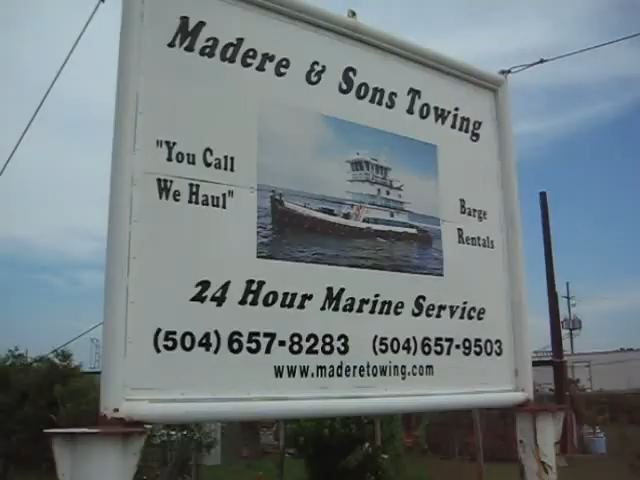 Madere & Sons Towing
"You Call
We Haul"
Barge
Rentals
24 Hour Marine Service
(504) 657-8283 (504) 657-9503
www.maderetowing.com